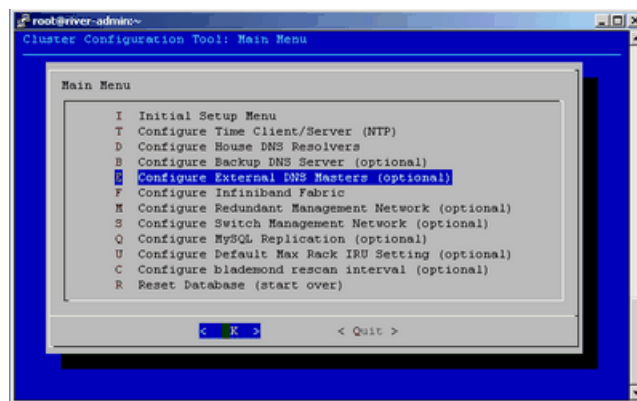 root@river-admin:~
Cluster Configuration Tool: Main Menu
Main Menu
I Initial Setup Menu
T Configure Time Client/Server (NTP)
D Configure House DNS Resolvers
B Configure Backup DNS Server (optional)
E Configure External DNS Masters (optional)
F Configure Infiniband Fabric
M Configure Redundant Management Network (optional)
S Configure Switch Management Network (optional)
Q Configure MySQL Replication (optional)
U Configure Default Max Rack IRU Setting (optional)
C Configure blademond rescan interval (optional)
R Reset Database (start over)
< K > < Quit >